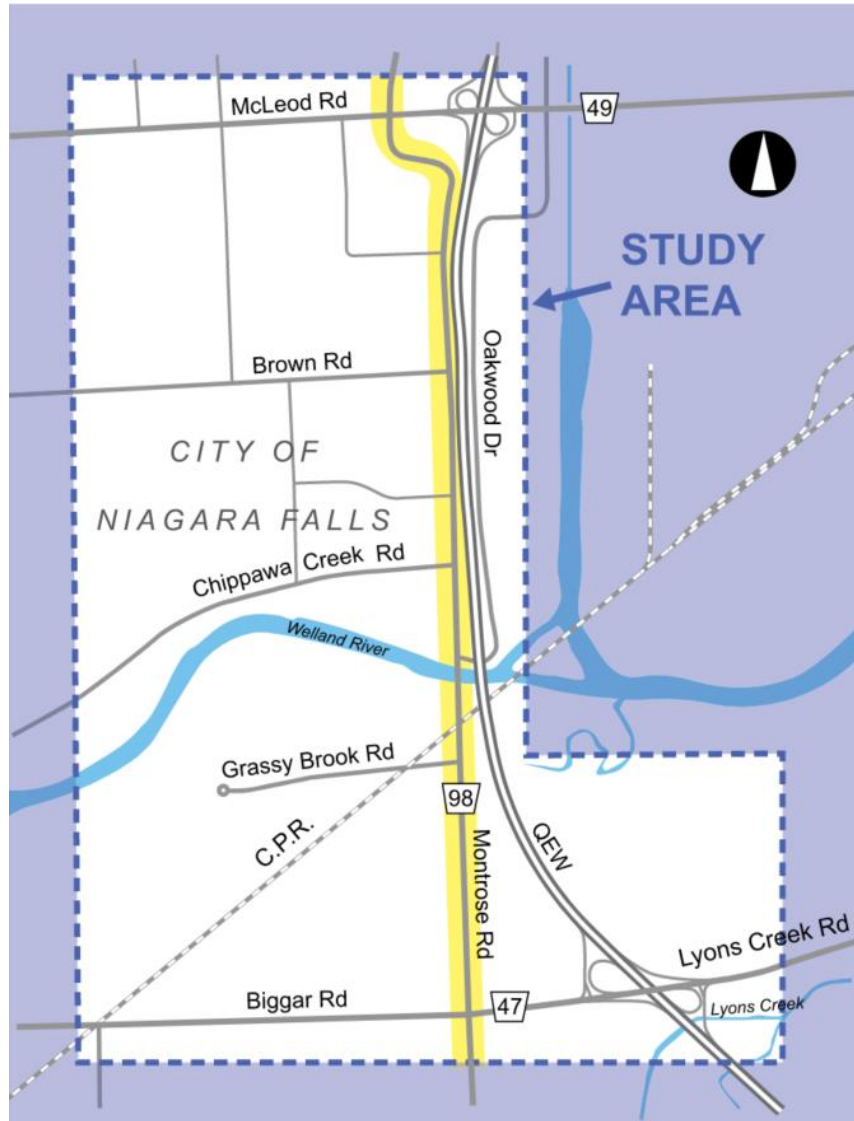 McLeod Rd
49
STUDY
AREA
Oakwood Dr
Brown Rd
CITY OF
NIAGARA FALLS
Chippawa Creek Rd
Welland River
Grassy Brook Rd
98
C.P.R.
Montrose Rd
QEW
Lyons Creek Rd
Biggar Rd
47
Lyons Creek